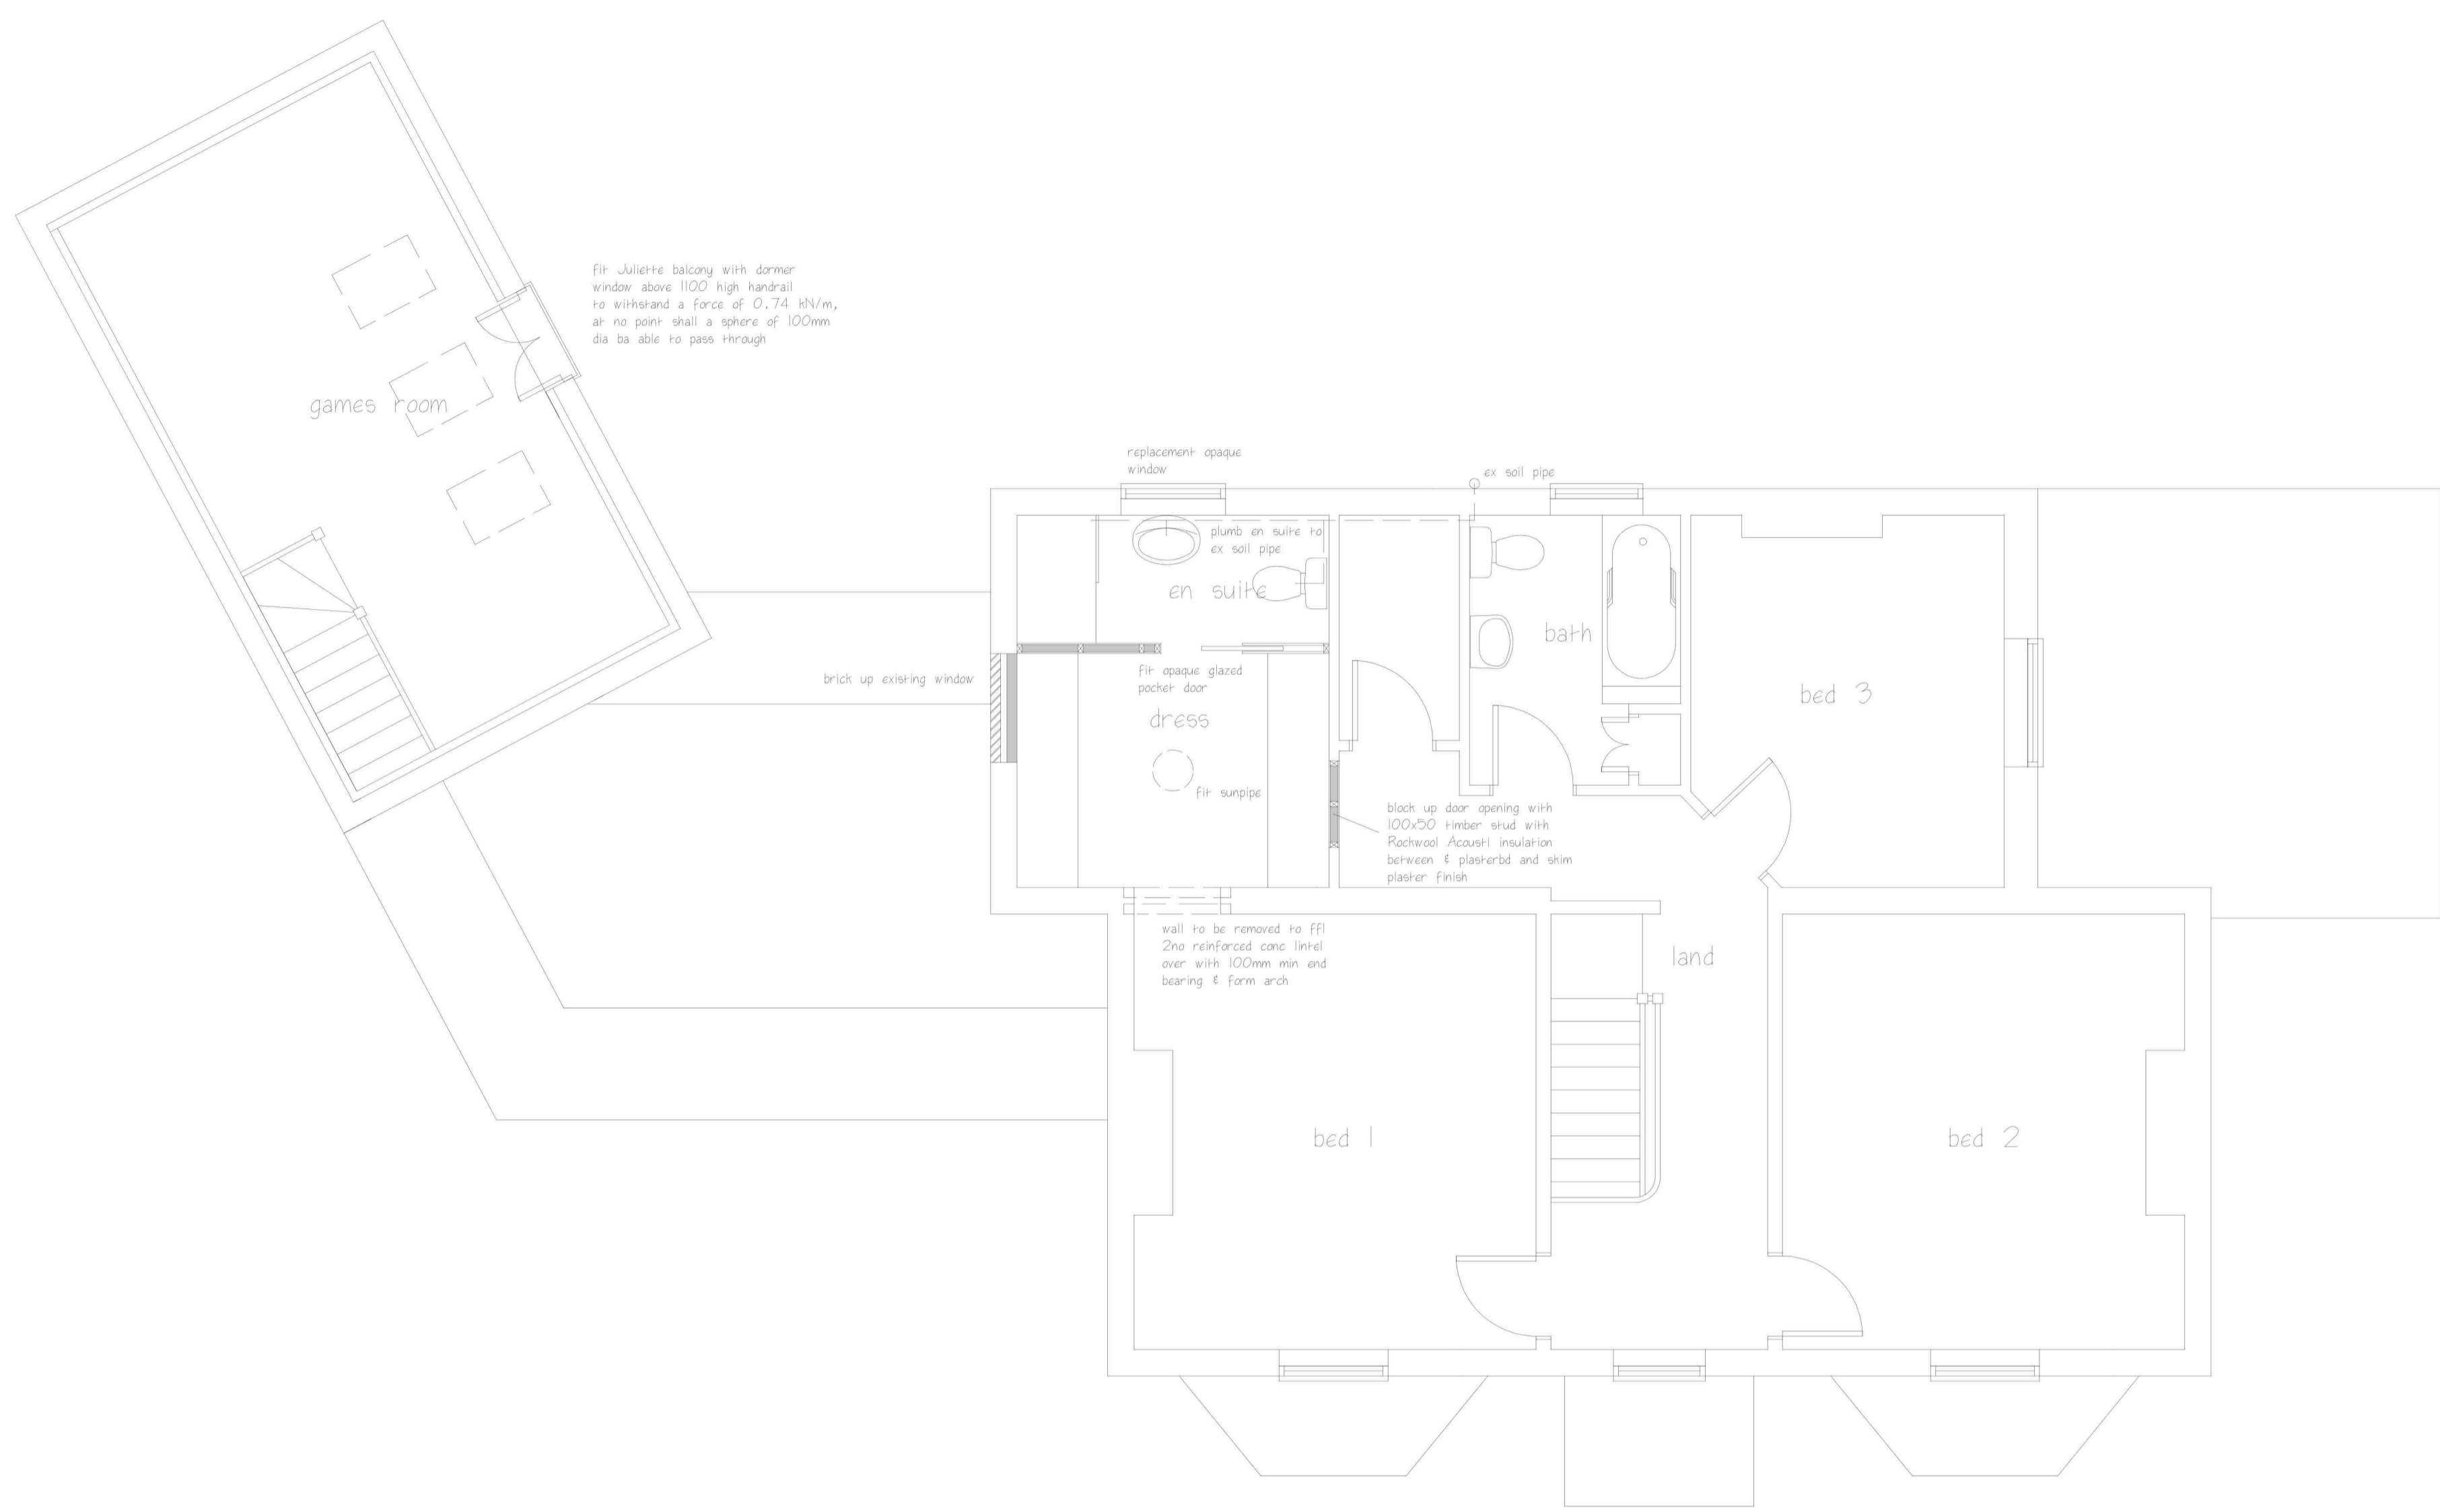 fit Juliette balcony with dormer
window above 1100 high handrail
to withstand a force of 0.74 kN/m,
at no point shall a sphere of 100mm
dia ba able to pass through
games room
replacement opaque
window
ex soil pipe
plumb en suite to
ex soil pipe
en suite
bath
brick up existing window
fit opaque glazed
pocket door
dress
bed 3
fit sunpipe
block up door opening with
100x50 timber stud with
Rockwool Acousti insulation
between & plasterbd and skim
plaster finish
wall to be removed to ffl
2no reinforced conc lintel
over with 100mm min end
bearing & form arch
land
bed 1
bed 2